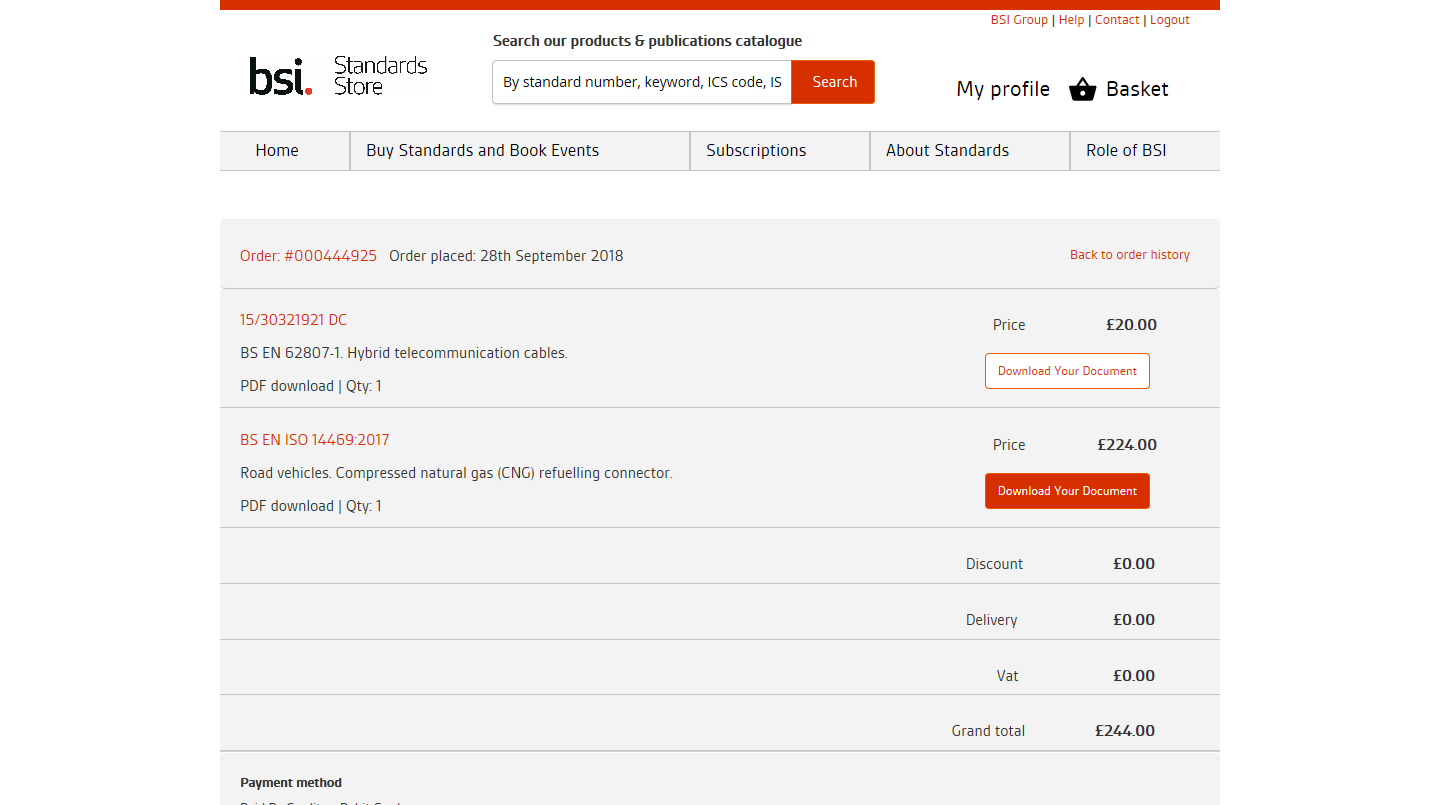 BSI Group | Help | Contact | Logout
Search our products & publications catalogue
bsi. Standards Store
By standard number, keyword, ICS code, IS
Search
My profile
Basket
Home
Buy Standards and Book Events
Subscriptions
About Standards
Role of BSI
Order: #000444925 Order placed: 28th September 2018
Back to order history
15/30321921 DC
Price £20.00
BS EN 62807-1. Hybrid telecommunication cables.
Download Your Document
PDF download | Qty: 1
BS EN ISO 14469:2017
Price £224.00
Road vehicles. Compressed natural gas (CNG) refuelling connector.
Download Your Document
PDF download | Qty: 1
Discount £0.00
Delivery £0.00
Vat £0.00
Grand total £244.00
Payment method